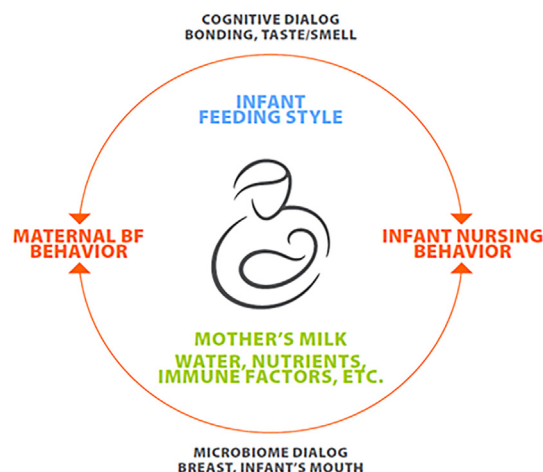 COGNITIVE DIALOG
BONDING, TASTE/SMELL
INFANT
FEEDING STYLE
MATERNAL BF
BEHAVIOR
INFANT NURSING
BEHAVIOR
MOTHER'S MILK
WATER, NUTRIENTS,
IMMUNE FACTORS, ETC.
MICROBIOME DIALOG
BREAST, INFANT'S MOUTH